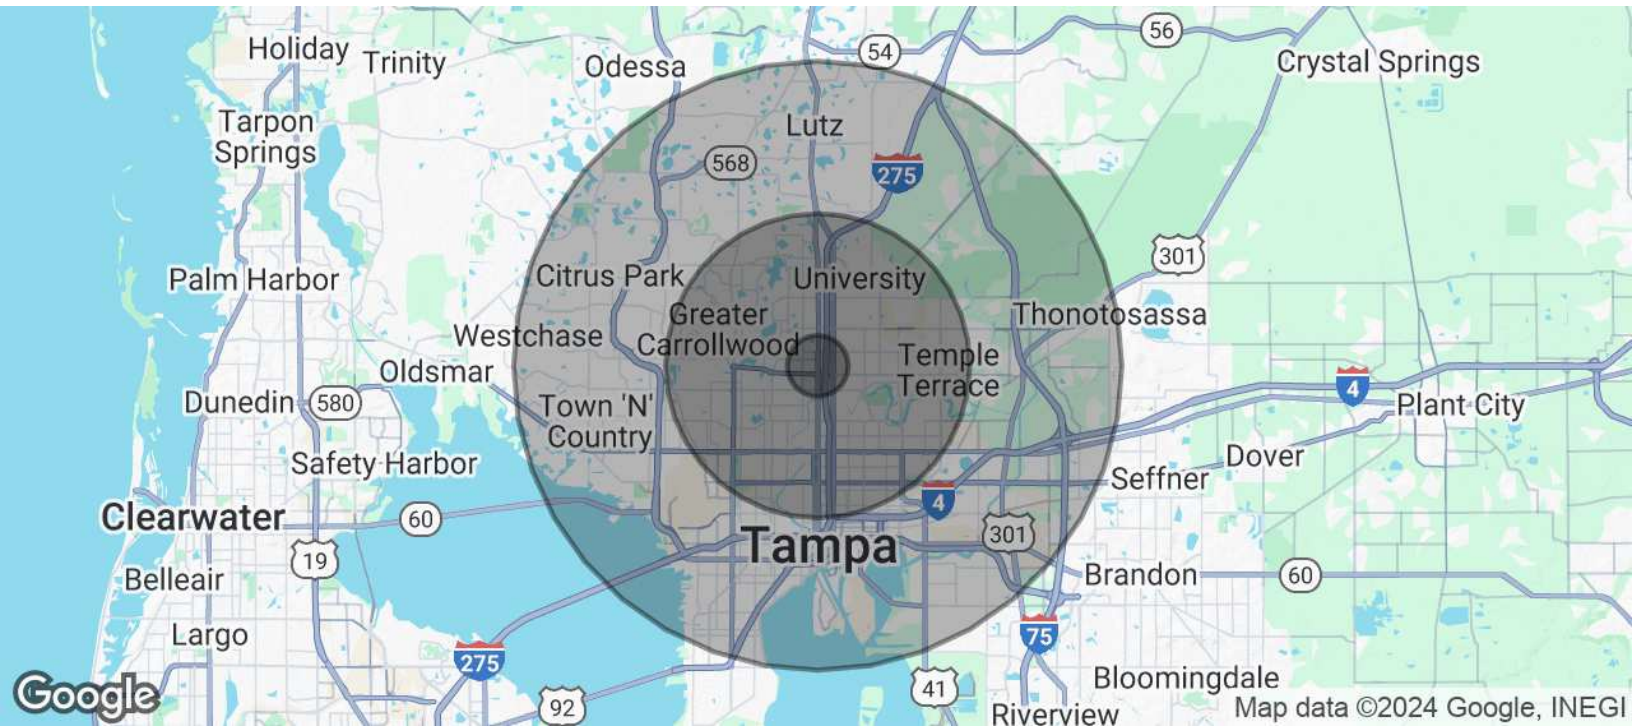 56
54
Holiday
Trinity
Odessa
Crystal Springs
Tarpon
Springs
Lutz
568
275
301
Palm Harbor
Citrus Park
University
Greater
Carrollwood
Thonotosassa
Westchase
Oldsmar
Temple
Terrace
4
Dunedin
580
Town 'N'
Country
Plant City
Safety Harbor
Dover
Seffner
4
Clearwater
60
301
Tampa
19
Belleair
Brandon
60
Largo
75
275
Bloomingdale
41
92
Riverview
Google
Map data ©2024 Google, INEGI